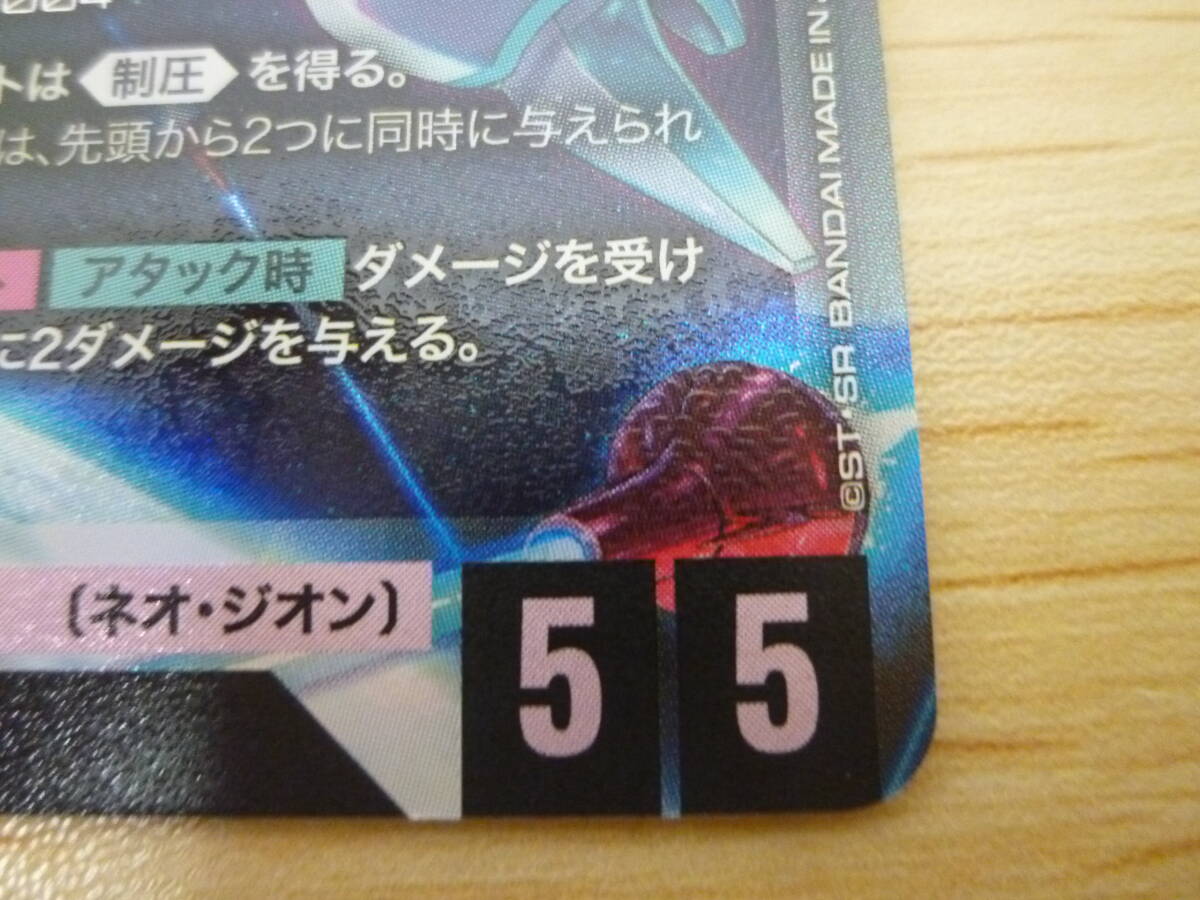 トは 制圧 を得る。
は、先頭から2つに同時に与えられ
アタック時 ダメージを受け
に2ダメージを与える。
〔ネオ・ジオン〕
5 5
©ST・SR BANDAI MADE IN